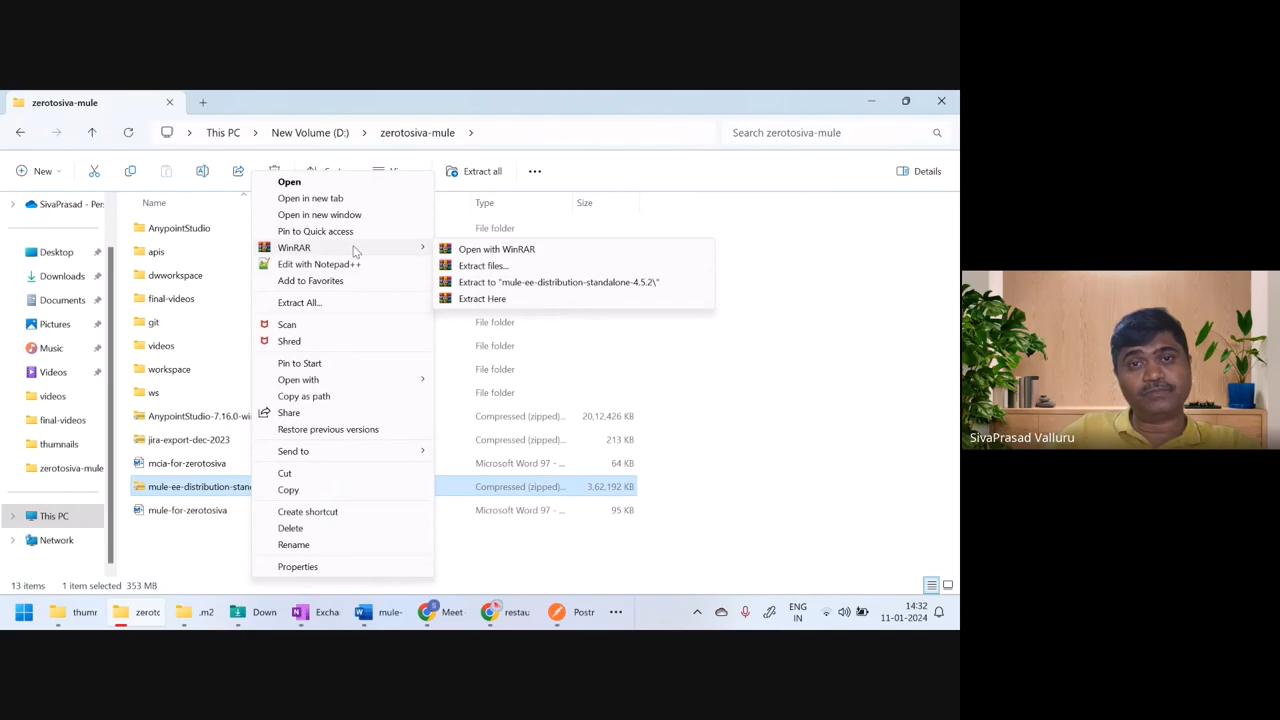 zerotosiva-mule
This PC
New Volume (D:)
zerotosiva-mule
Search zerotosiva-mule
New
Extract all
Details
Name
Type
Size
SivaPrasad - Per
Desktop
Downloads
Documents
Pictures
Music
Videos
videos
final-videos
thumnails
zerotosiva-mule
This PC
Network
AnypointStudio
apis
dwworkspace
final-videos
git
videos
workspace
ws
AnypointStudio-7.16.0-wi
jira-export-dec-2023
mcia-for-zerotosiva
mule-ee-distribution-stan
mule-for-zerotosiva
Open
Open in new tab
Open in new window
Pin to Quick access
WinRAR
Edit with Notepad++
Add to Favorites
Extract All...
Scan
Shred
Pin to Start
Open with
Copy as path
Share
Restore previous versions
Send to
Cut
Copy
Create shortcut
Delete
Rename
Properties
Open with WinRAR
Extract files...
Extract to "mule-ee-distribution-standalone-4.5.2\"
Extract Here
File folder
File folder
File folder
File folder
File folder
Compressed (zipped)... 20,12,426 KB
Compressed (zipped)... 213 KB
Microsoft Word 97 - ... 64 KB
Compressed (zipped)... 3,62,192 KB
Microsoft Word 97 - ... 95 KB
SivaPrasad Valluru
13 items 1 item selected 353 MB
thumr
zerotc
.m2
Down
Excha
mule-
Meet
restau
Postr
ENG
IN
14:32
11-01-2024